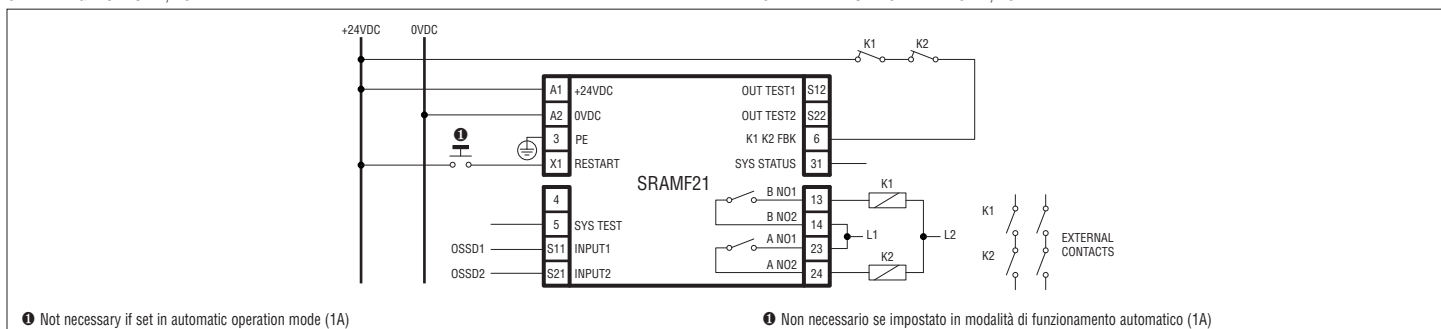 +24VDC 0VDC
K1 K2
A1 +24VDC OUT TEST1 S12
A2 0VDC OUT TEST2 S22
❶ 3 PE K1 K2 FBK 6
X1 RESTART SYS STATUS 31
SRAMF21
4 B NO1 13 K1
5 SYS TEST B NO2 14 L1 L2
OSSD1 S11 INPUT1 A NO1 23
OSSD2 S21 INPUT2 A NO2 24 K2
K1
K2
EXTERNAL
CONTACTS
❶ Not necessary if set in automatic operation mode (1A)
❶ Non necessario se impostato in modalità di funzionamento automatico (1A)